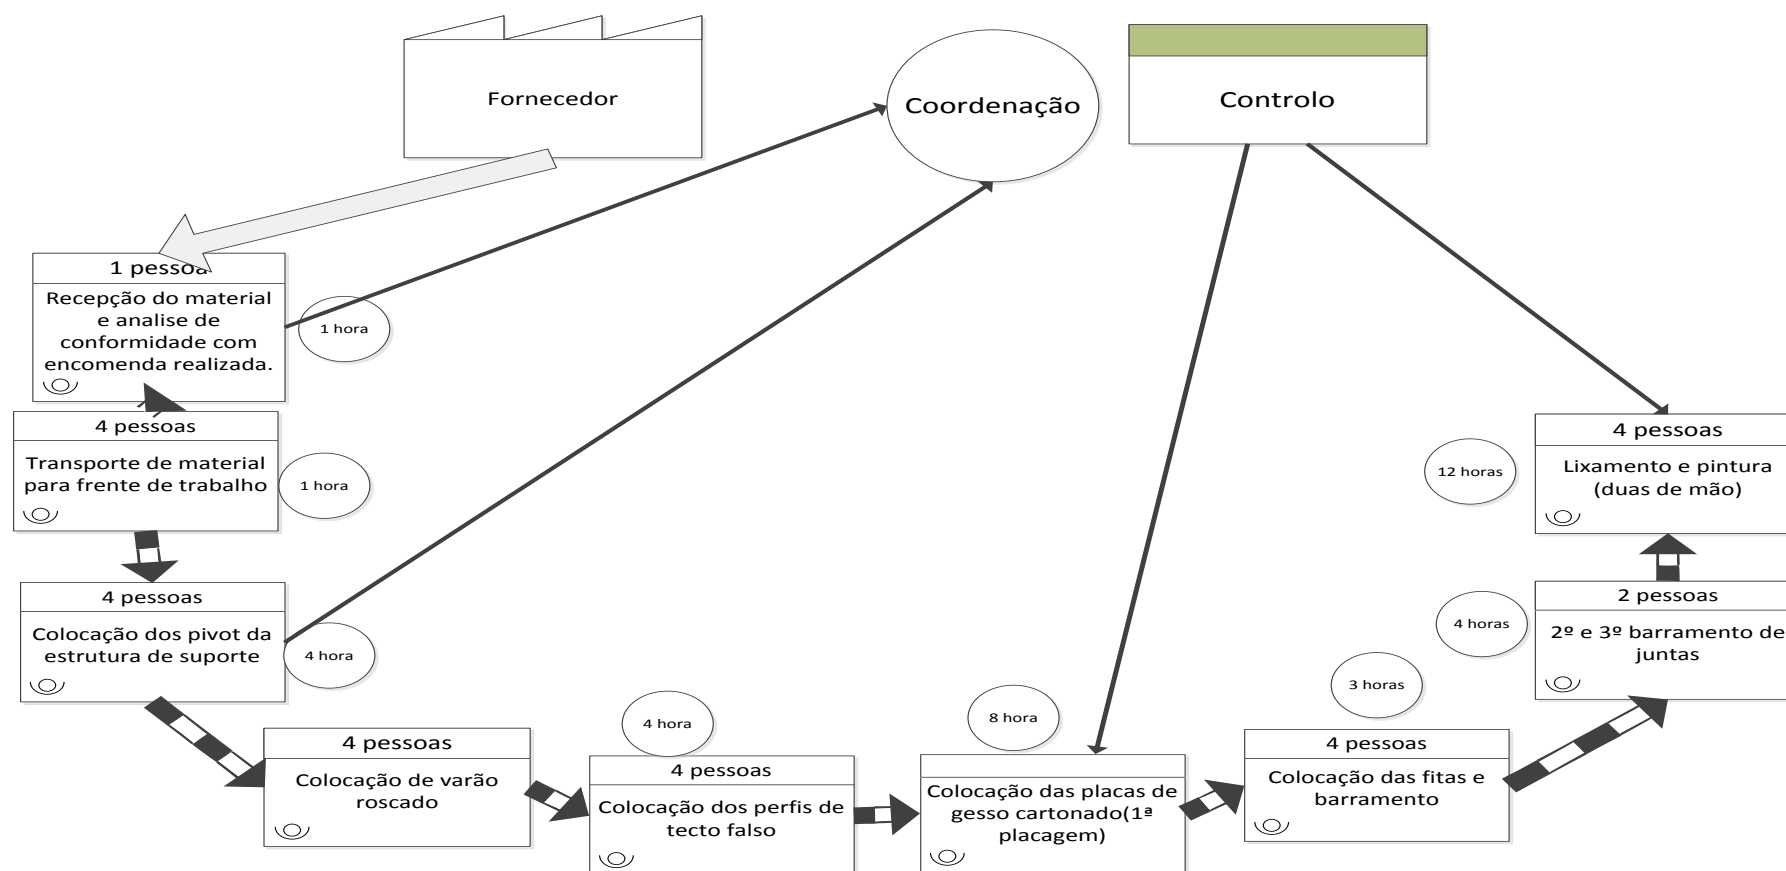 Fornecedor
Coordenação
Controlo
1 pessoa
Recepção do material
e analise de
conformidade com
encomenda realizada.
1 hora
4 pessoas
Transporte de material
para frente de trabalho
1 hora
4 pessoas
Colocação dos pivot da
estrutura de suporte
4 hora
4 pessoas
Colocação de varão
roscado
4 hora
4 pessoas
Colocação dos perfis de
tecto falso
8 hora
Colocação das placas de
gesso cartonado(1ª
placagem)
3 horas
4 pessoas
Colocação das fitas e
barramento
4 horas
2 pessoas
2º e 3º barramento de
juntas
12 horas
4 pessoas
Lixamento e pintura
(duas de mão)